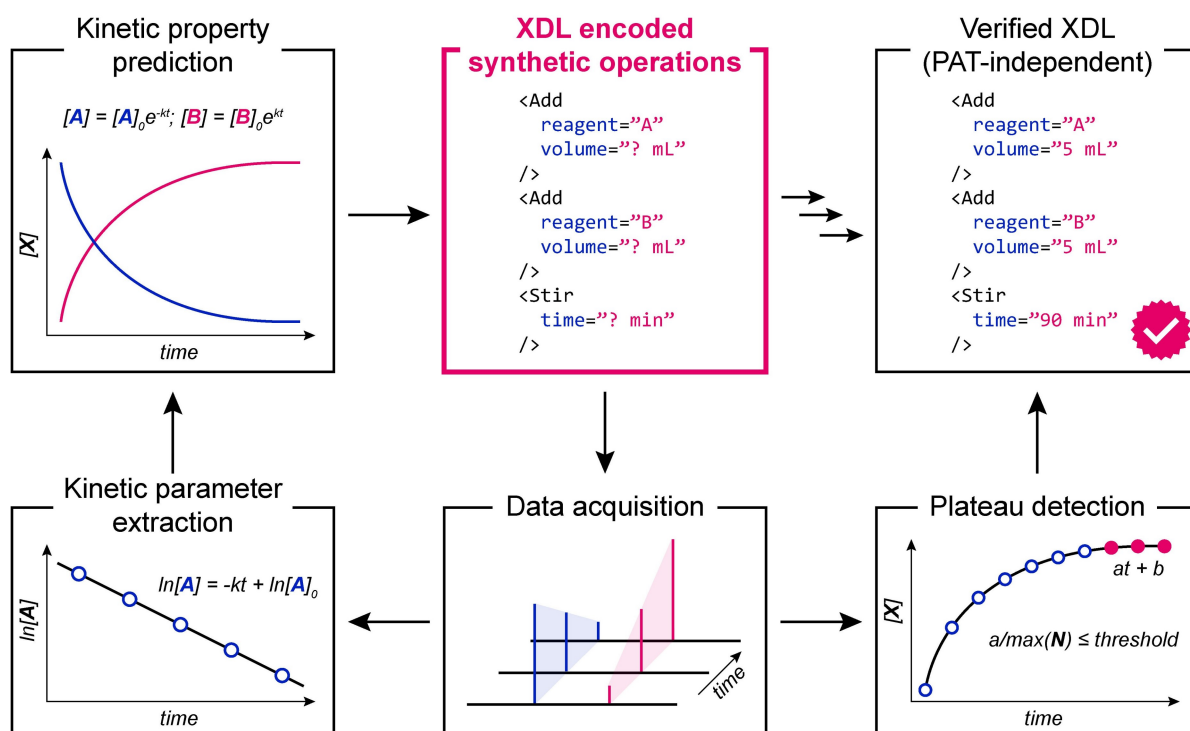 Kinetic property
prediction
[A] = [A]₀e^-kt; [B] = [B]₀e^kt
[X]
time
XDL encoded
synthetic operations
<Add
reagent=”A”
volume=”? mL”
/>
<Add
reagent=”B”
volume=”? mL”
/>
<Stir
time=”? min”
/>
Verified XDL
(PAT-independent)
<Add
reagent=”A”
volume=”5 mL”
/>
<Add
reagent=”B”
volume=”5 mL”
/>
<Stir
time=”90 min”
/>
Kinetic parameter
extraction
ln[A] = -kt + ln[A]₀
ln[A]
time
Data acquisition
time
Plateau detection
at + b
[X]
a/max(N) ≤ threshold
time